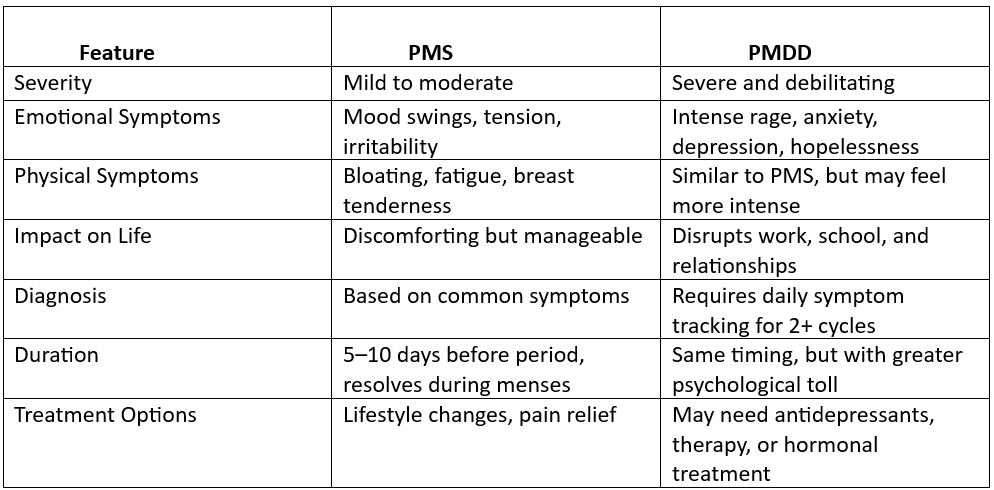 Feature PMS PMDD
Severity Mild to moderate Severe and debilitating
Emotional Symptoms Mood swings, tension, Intense rage, anxiety,
irritability depression, hopelessness
Physical Symptoms Bloating, fatigue, breast Similar to PMS, but may feel
tenderness more intense
Impact on Life Discomforting but manageable Disrupts work, school, and
relationships
Diagnosis Based on common symptoms Requires daily symptom
tracking for 2+ cycles
Duration 5–10 days before period, Same timing, but with greater
resolves during menses psychological toll
Treatment Options Lifestyle changes, pain relief May need antidepressants,
therapy, or hormonal
treatment